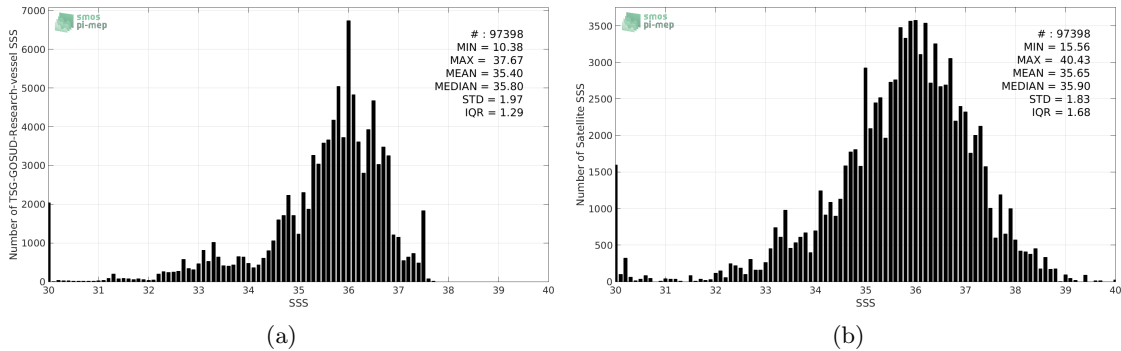 smos
pi-mep
Number of TSG-GOSUD-Research-vessel SSS
7000
6000
5000
4000
3000
2000
1000
0
# : 97398
MIN = 10.38
MAX = 37.67
MEAN = 35.40
MEDIAN = 35.80
STD = 1.97
IQR = 1.29
30 31 32 33 34 35 36 37 38 39 40
SSS
(a)
smos
pi-mep
Number of Satellite SSS
3500
3000
2500
2000
1500
1000
500
0
# : 97398
MIN = 15.56
MAX = 40.43
MEAN = 35.65
MEDIAN = 35.90
STD = 1.83
IQR = 1.68
30 31 32 33 34 35 36 37 38 39 40
SSS
(b)